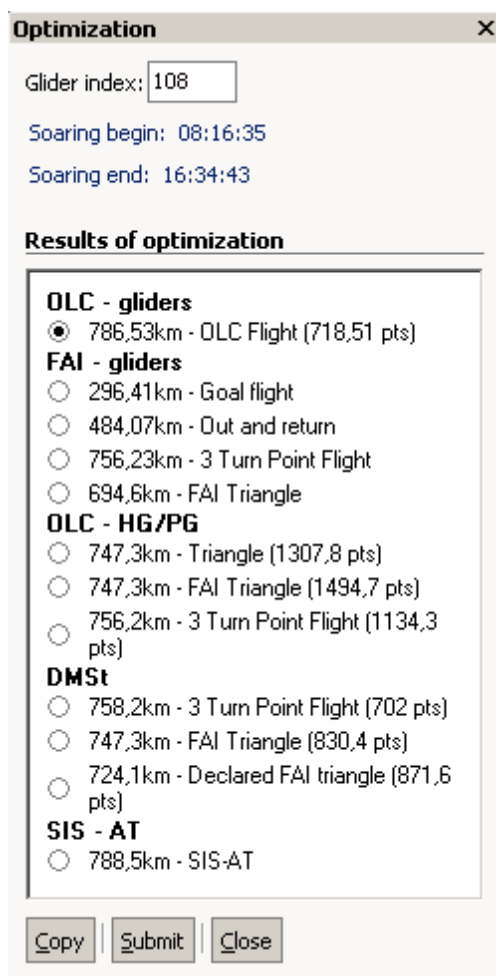 Optimization
Glider index: 108
Soaring begin: 08:16:35
Soaring end: 16:34:43
Results of optimization
OLC - gliders
786,53km - OLC Flight (718,51 pts)
FAI - gliders
296,41km - Goal flight
484,07km - Out and return
756,23km - 3 Turn Point Flight
694,6km - FAI Triangle
OLC - HG/PG
747,3km - Triangle (1307,8 pts)
747,3km - FAI Triangle (1494,7 pts)
756,2km - 3 Turn Point Flight (1134,3
pts)
DMSt
758,2km - 3 Turn Point Flight (702 pts)
747,3km - FAI Triangle (830,4 pts)
724,1km - Declared FAI triangle (871,6
pts)
SIS - AT
788,5km - SIS-AT
Copy Submit Close